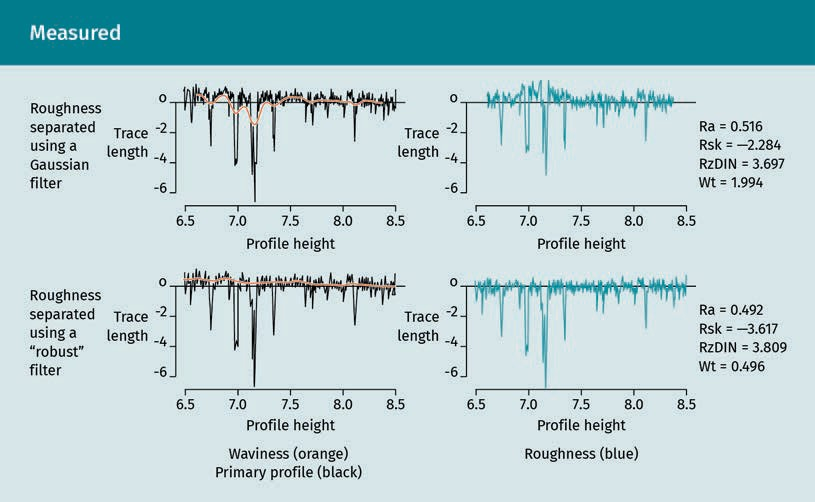 Measured
Roughness
separated
using a
Gaussian
filter
Trace
length
0
-2
-4
-6
6.5 7.0 7.5 8.0 8.5
Profile height
Trace
length
0
-2
-4
-6
6.5 7.0 7.5 8.0 8.5
Profile height
Ra = 0.516
Rsk = —2.284
RzDIN = 3.697
Wt = 1.994
Roughness
separated
using a
“robust”
filter
Trace
length
0
-2
-4
-6
6.5 7.0 7.5 8.0 8.5
Profile height
Waviness (orange)
Primary profile (black)
Trace
length
0
-2
-4
-6
6.5 7.0 7.5 8.0 8.5
Profile height
Roughness (blue)
Ra = 0.492
Rsk = —3.617
RzDIN = 3.809
Wt = 0.496